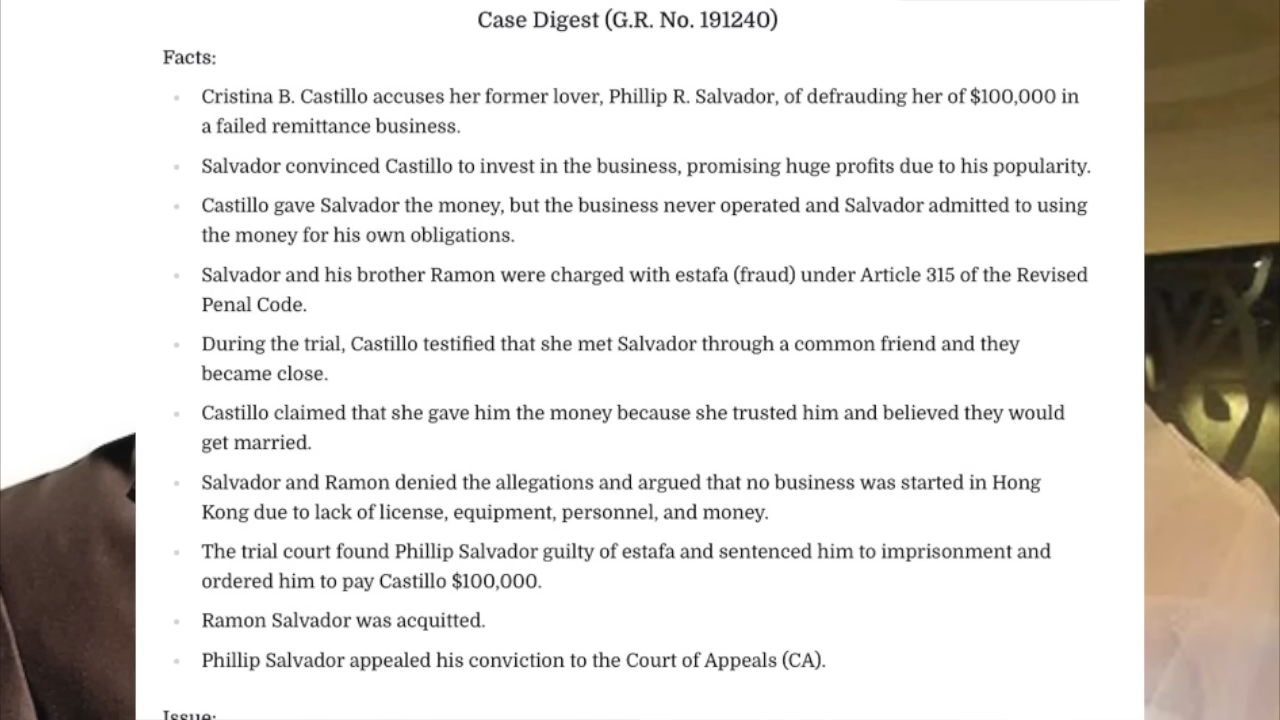 Case Digest (G.R. No. 191240)
Facts:
Cristina B. Castillo accuses her former lover, Phillip R. Salvador, of defrauding her of $100,000 in
a failed remittance business.
Salvador convinced Castillo to invest in the business, promising huge profits due to his popularity.
Castillo gave Salvador the money, but the business never operated and Salvador admitted to using
the money for his own obligations.
Salvador and his brother Ramon were charged with estafa (fraud) under Article 315 of the Revised
Penal Code.
During the trial, Castillo testified that she met Salvador through a common friend and they
became close.
Castillo claimed that she gave him the money because she trusted him and believed they would
get married.
Salvador and Ramon denied the allegations and argued that no business was started in Hong
Kong due to lack of license, equipment, personnel, and money.
The trial court found Phillip Salvador guilty of estafa and sentenced him to imprisonment and
ordered him to pay Castillo $100,000.
Ramon Salvador was acquitted.
Phillip Salvador appealed his conviction to the Court of Appeals (CA).
Issue: